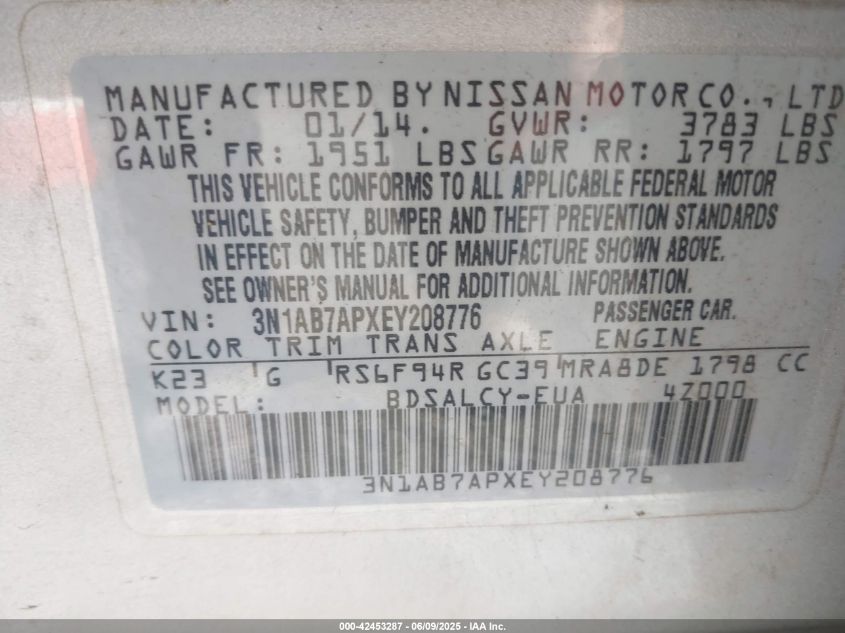 MANUFACTURED BY NISSAN MOTOR CO., LTD
DATE: 01/14. GVWR: 3783 LBS
GAWR FR: 1951 LBS GAWR RR: 1797 LBS
THIS VEHICLE CONFORMS TO ALL APPLICABLE FEDERAL MOTOR
VEHICLE SAFETY, BUMPER AND THEFT PREVENTION STANDARDS
IN EFFECT ON THE DATE OF MANUFACTURE SHOWN ABOVE.
SEE OWNER'S MANUAL FOR ADDITIONAL INFORMATION.
VIN: 3N1AB7APXEY208776 PASSENGER CAR.
COLOR TRIM TRANS AXLE ENGINE
K23 G RS6F94R GC39 MRA8DE 1798 CC
MODEL: BDSALCY-EUA 4Z000
3N1AB7APXEY208776
000-42453287 - 06/09/2025 - IAA Inc.